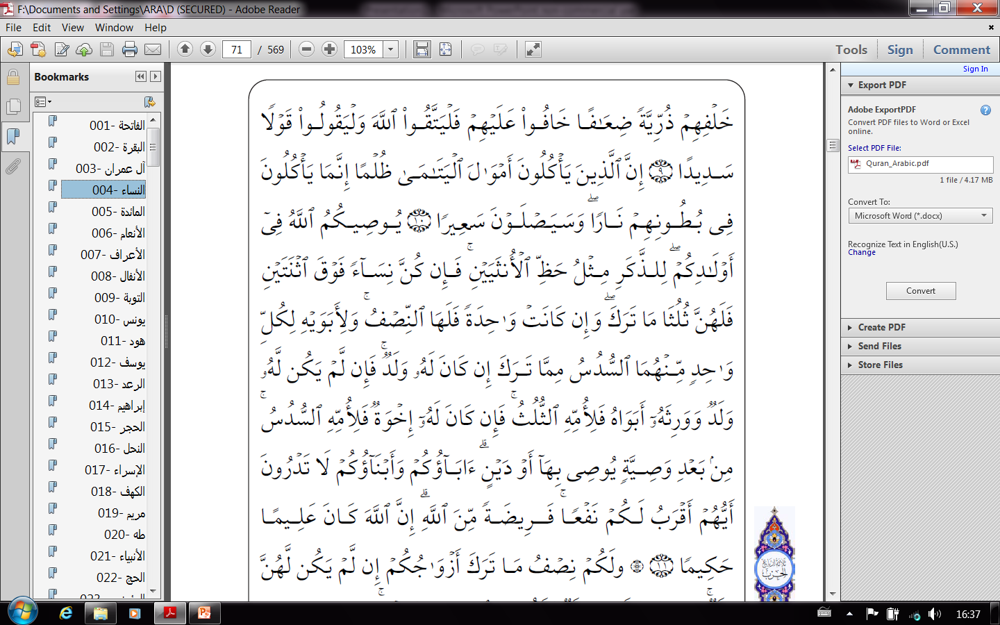 F:\Documents and Settings\ARA\D (SECURED) - Adobe Reader
File Edit View Window Help
71 / 569 103% Tools Sign Comment
Sign In
Bookmarks
001- الفاتحة
002- البقرة
003- آل عمران
004- النساء
005- المائدة
006- الأنعام
007- الأعراف
008- الأنفال
009- التوبة
010- يونس
011- هود
012- يوسف
013- الرعد
014- إبراهيم
015- الحجر
016- النحل
017- الإسراء
018- الكهف
019- مريم
020- طه
021- الأنبياء
022- الحج
خَلْفِهِمْ ذُرِّيَّةً ضِعَـٰفًا خَافُوا۟ عَلَيْهِمْ فَلْيَتَّقُوا۟ ٱللَّهَ وَلْيَقُولُوا۟ قَوْلًا
سَدِيدًا ٩ إِنَّ ٱلَّذِينَ يَأْكُلُونَ أَمْوَٰلَ ٱلْيَتَـٰمَىٰ ظُلْمًا إِنَّمَا يَأْكُلُونَ
فِى بُطُونِهِمْ نَارًا ۖ وَسَيَصْلَوْنَ سَعِيرًا ١٠ يُوصِيكُمُ ٱللَّهُ فِىٓ
أَوْلَـٰدِكُمْ ۖ لِلذَّكَرِ مِثْلُ حَظِّ ٱلْأُنثَيَيْنِ ۚ فَإِن كُنَّ نِسَآءً فَوْقَ ٱثْنَتَيْنِ
فَلَهُنَّ ثُلُثَا مَا تَرَكَ ۖ وَإِن كَانَتْ وَٰحِدَةً فَلَهَا ٱلنِّصْفُ ۚ وَلِأَبَوَيْهِ لِكُلِّ
وَٰحِدٍ مِّنْهُمَا ٱلسُّدُسُ مِمَّا تَرَكَ إِن كَانَ لَهُۥ وَلَدٌ ۚ فَإِن لَّمْ يَكُن لَّهُۥ
وَلَدٌ وَوَرِثَهُۥٓ أَبَوَاهُ فَلِأُمِّهِ ٱلثُّلُثُ ۚ فَإِن كَانَ لَهُۥٓ إِخْوَةٌ فَلِأُمِّهِ ٱلسُّدُسُ ۚ
مِنۢ بَعْدِ وَصِيَّةٍ يُوصِى بِهَآ أَوْ دَيْنٍ ۗ ءَابَآؤُكُمْ وَأَبْنَآؤُكُمْ لَا تَدْرُونَ
أَيُّهُمْ أَقْرَبُ لَكُمْ نَفْعًا ۚ فَرِيضَةً مِّنَ ٱللَّهِ ۗ إِنَّ ٱللَّهَ كَانَ عَلِيمًا
حَكِيمًا ١١ ۞ وَلَكُمْ نِصْفُ مَا تَرَكَ أَزْوَٰجُكُمْ إِن لَّمْ يَكُن لَّهُنَّ
Export PDF
Adobe ExportPDF
Convert PDF files to Word or Excel
online.
Select PDF File:
Quran_Arabic.pdf
1 file / 4.17 MB
Convert To:
Microsoft Word (*.docx)
Recognize Text in English(U.S.)
Change
Convert
Create PDF
Send Files
Store Files
16:37